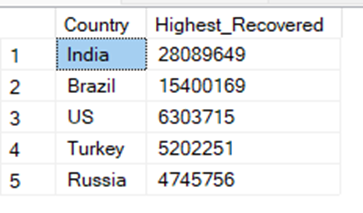 Country Highest_Recovered
1 India 28089649
2 Brazil 15400169
3 US 6303715
4 Turkey 5202251
5 Russia 4745756